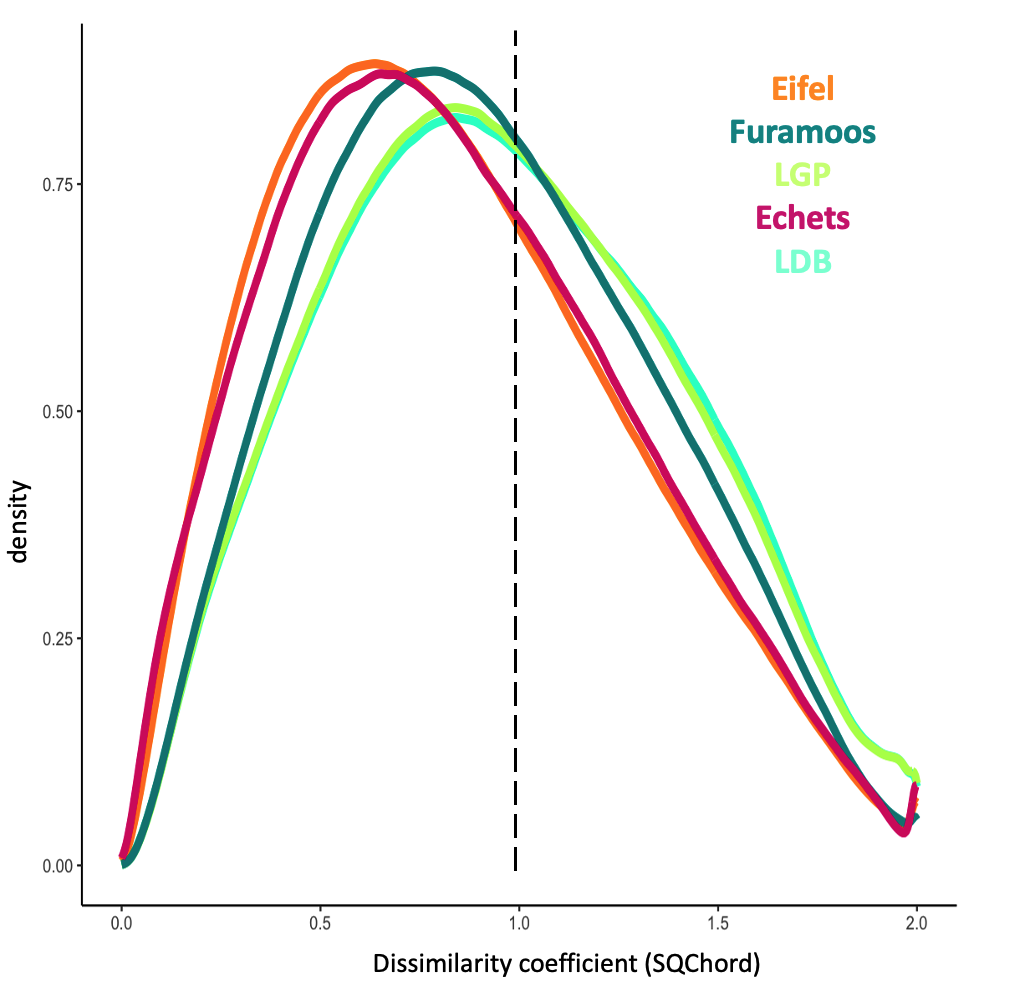 Eifel
Furamoos
LGP
Echets
LDB
density
0.75
0.50
0.25
0.00
0.0
0.5
1.0
1.5
2.0
Dissimilarity coefficient (SQChord)